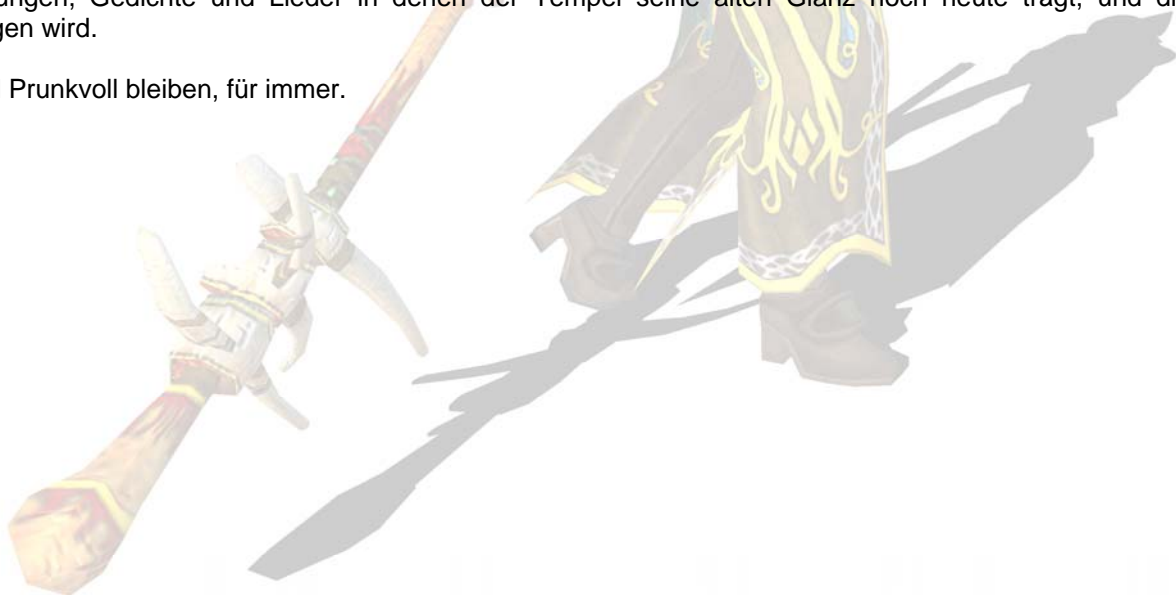 ungen, Gedichte und Lieder in denen der Tempel seine alten Glanz noch heute trägt, und di
gen wird.
Prunkvoll bleiben, für immer.